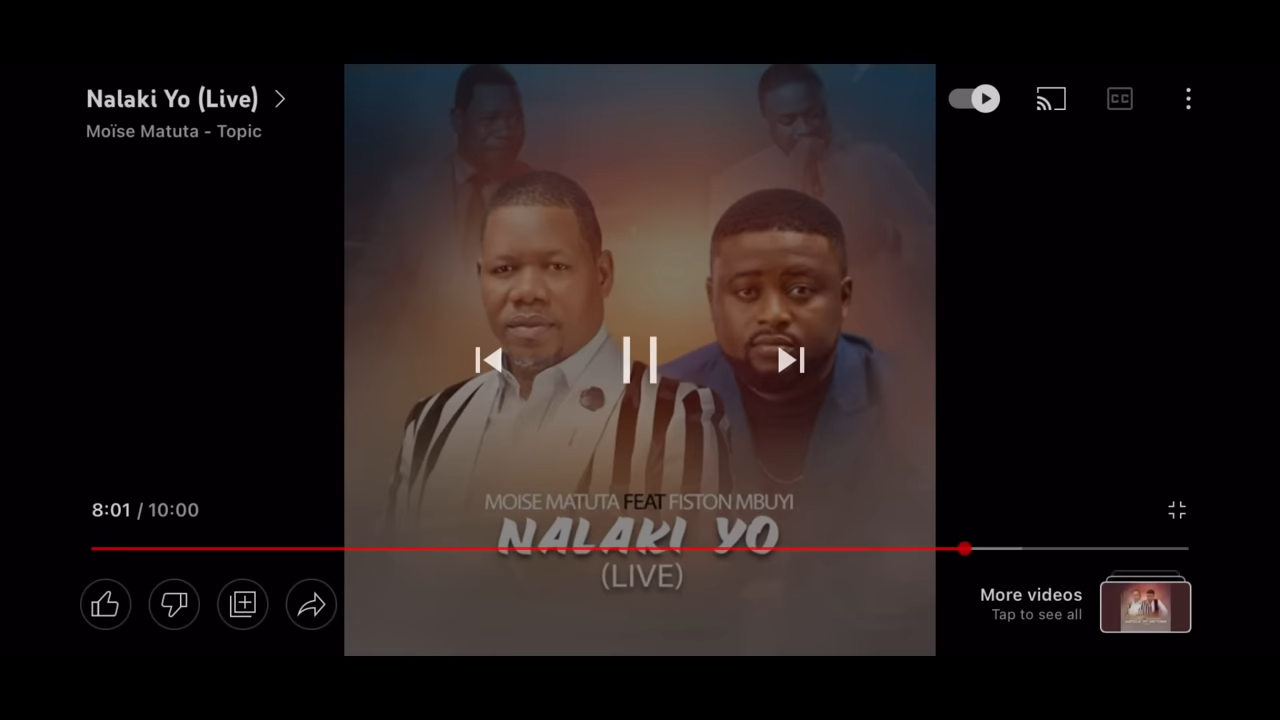 Nalaki Yo (Live)
Moïse Matuta - Topic
CC
MOISE MATUTA FEAT FISTON MBUYI
NALAKI YO
(LIVE)
8:01 / 10:00
More videos
Tap to see all